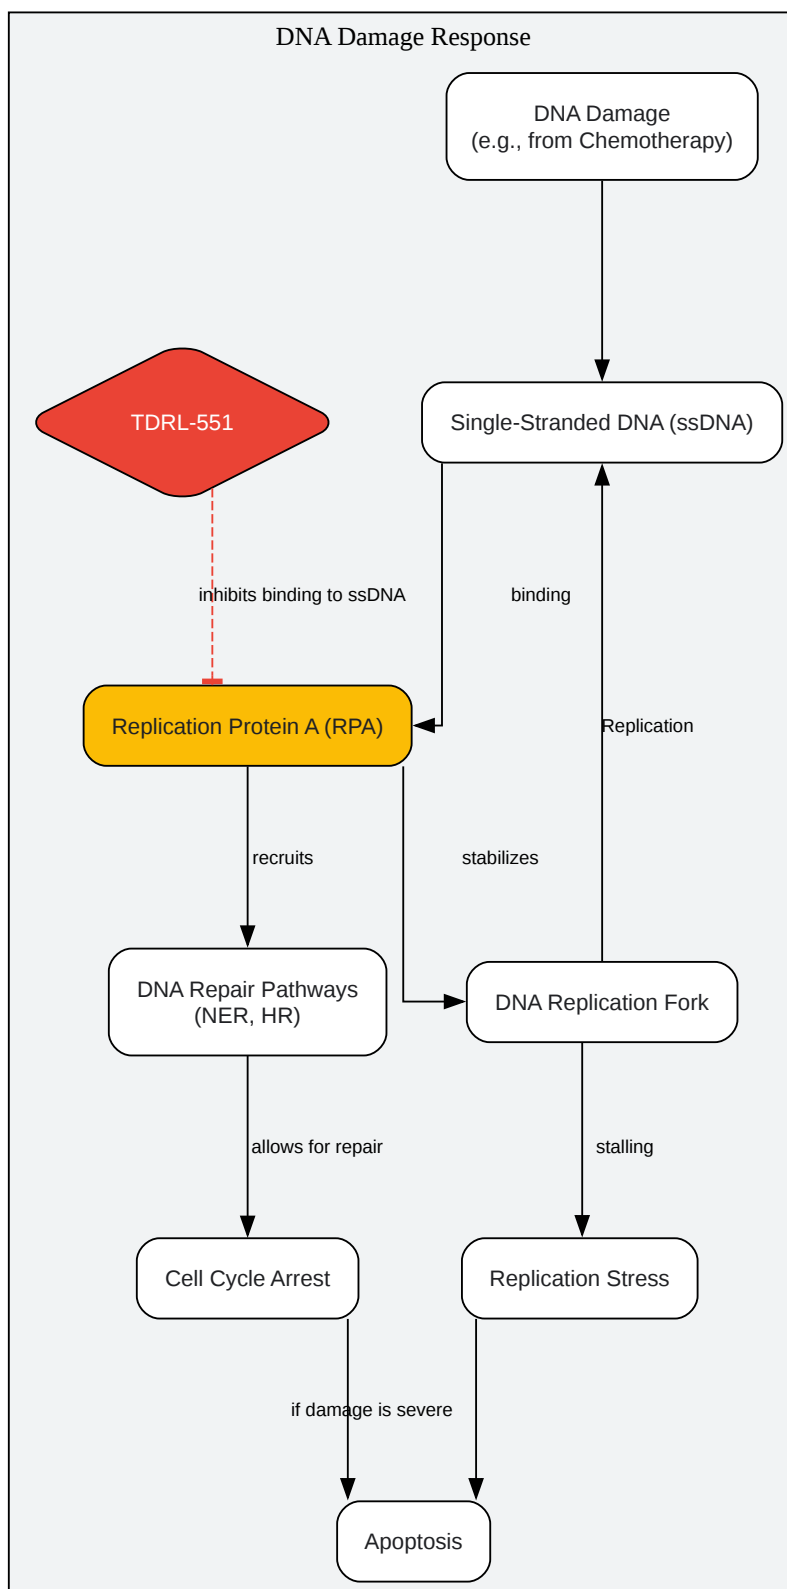 DNA Damage Response
DNA Damage
(e.g., from Chemotherapy)
TDRL-551
Single-Stranded DNA (ssDNA)
inhibits binding to ssDNA
binding
Replication Protein A (RPA)
Replication
recruits
stabilizes
DNA Repair Pathways
(NER, HR)
DNA Replication Fork
allows for repair
stalling
Cell Cycle Arrest
Replication Stress
if damage is severe
Apoptosis